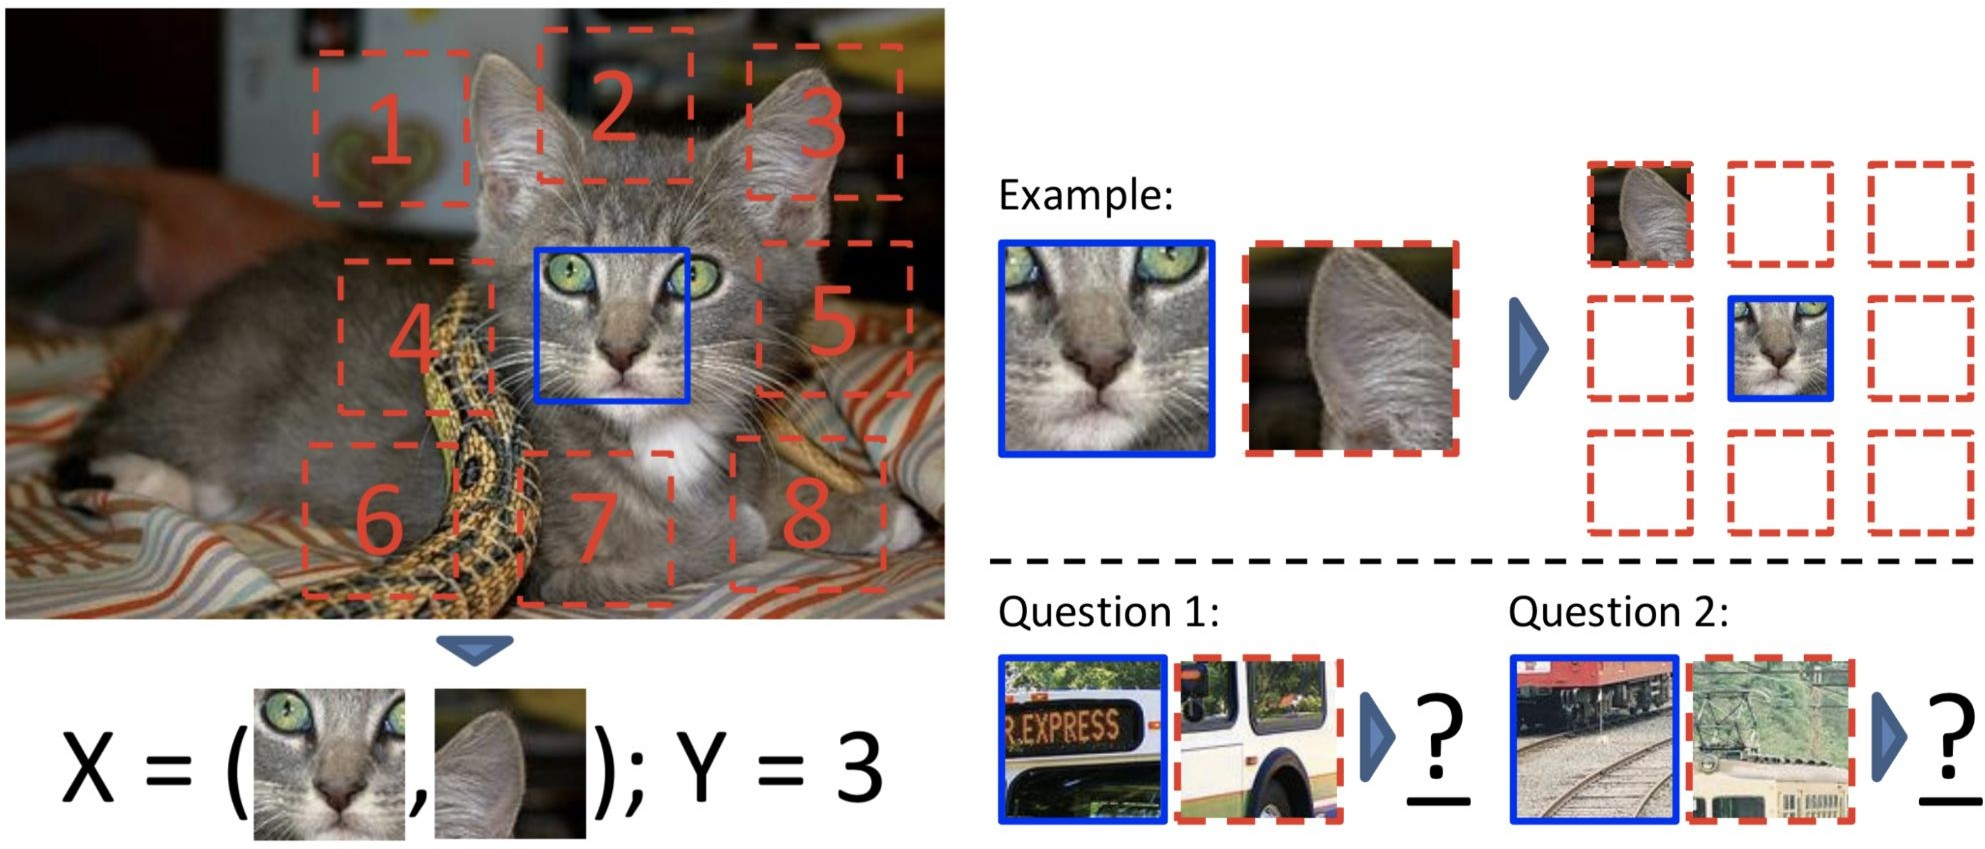 1
2
3
4
5
6
7
8
X = ( , ); Y = 3
Example:
Question 1:
Question 2:
R.EXPRESS
?
?